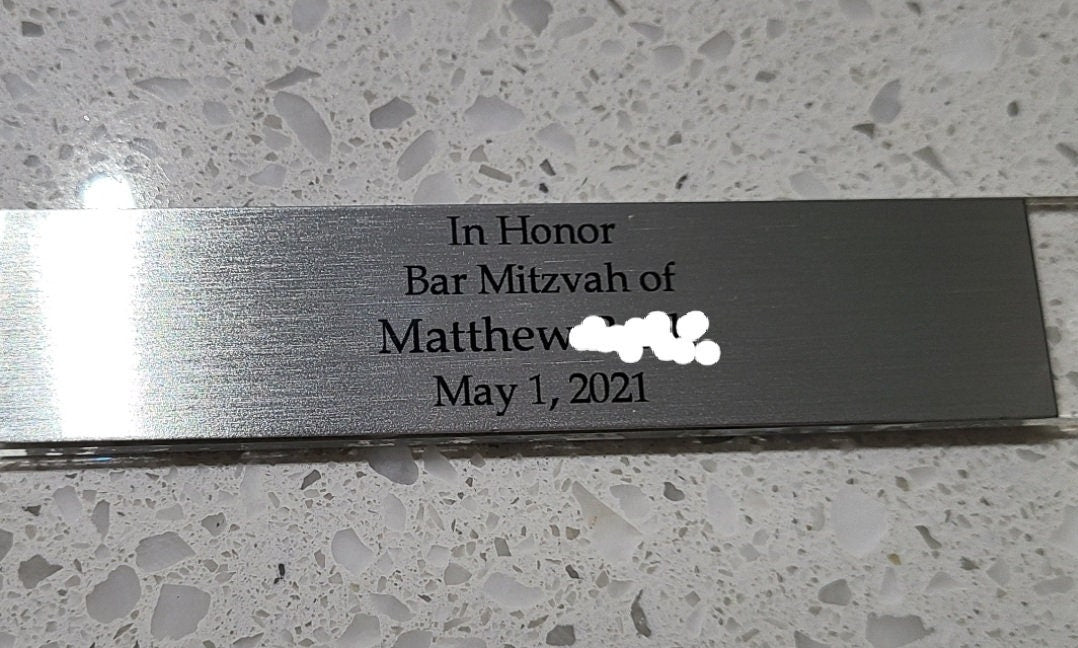 In Honor
Bar Mitzvah of
Matthew
May 1, 2021